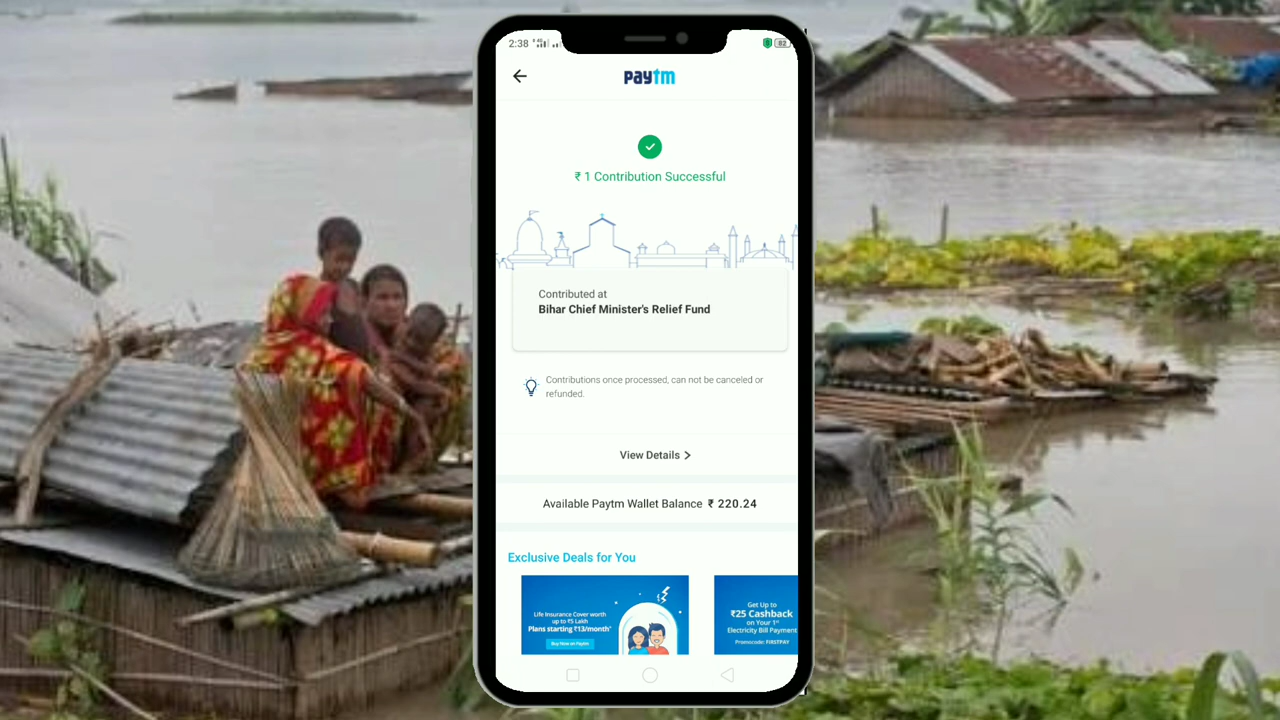 2:38
82
paytm
₹ 1 Contribution Successful
Contributed at
Bihar Chief Minister's Relief Fund
Contributions once processed, can not be canceled or
refunded.
View Details >
Available Paytm Wallet Balance ₹ 220.24
Exclusive Deals for You
Life Insurance Cover worth
up to ₹5 Lakh
Plans starting ₹13/month*
Buy Now on Paytm
Get Up to
₹25 Cashback
on Your 1st
Electricity Bill Payment
Promocode: FIRSTPAY